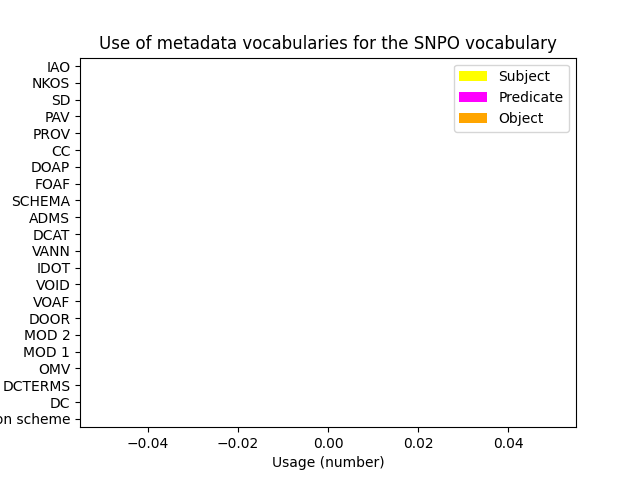 Use of metadata vocabularies for the SNPO vocabulary
IAO
NKOS
SD
PAV
PROV
CC
DOAP
FOAF
SCHEMA
ADMS
DCAT
VANN
IDOT
VOID
VOAF
DOOR
MOD 2
MOD 1
OMV
DCTERMS
DC
on scheme
Subject
Predicate
Object
−0.04 −0.02 0.00 0.02 0.04
Usage (number)